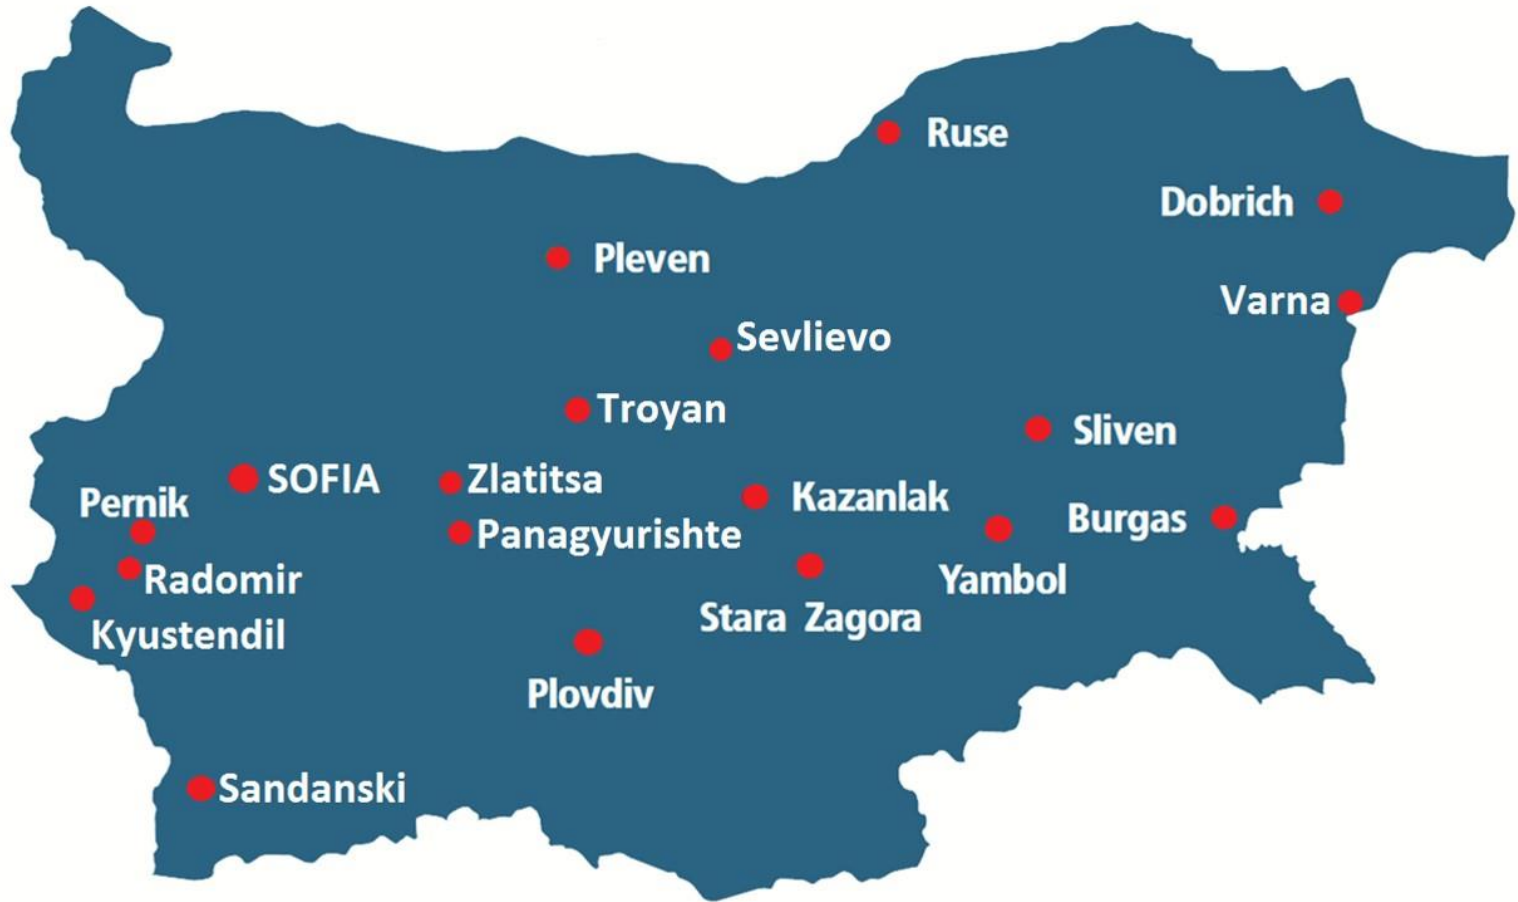 Ruse
Dobrich
Pleven
Varna
Sevlievo
Troyan
Sliven
SOFIA
Zlatitsa
Kazanlak
Pernik
Burgas
Panagyurishte
Radomir
Yambol
Stara Zagora
Kyustendil
Plovdiv
Sandanski